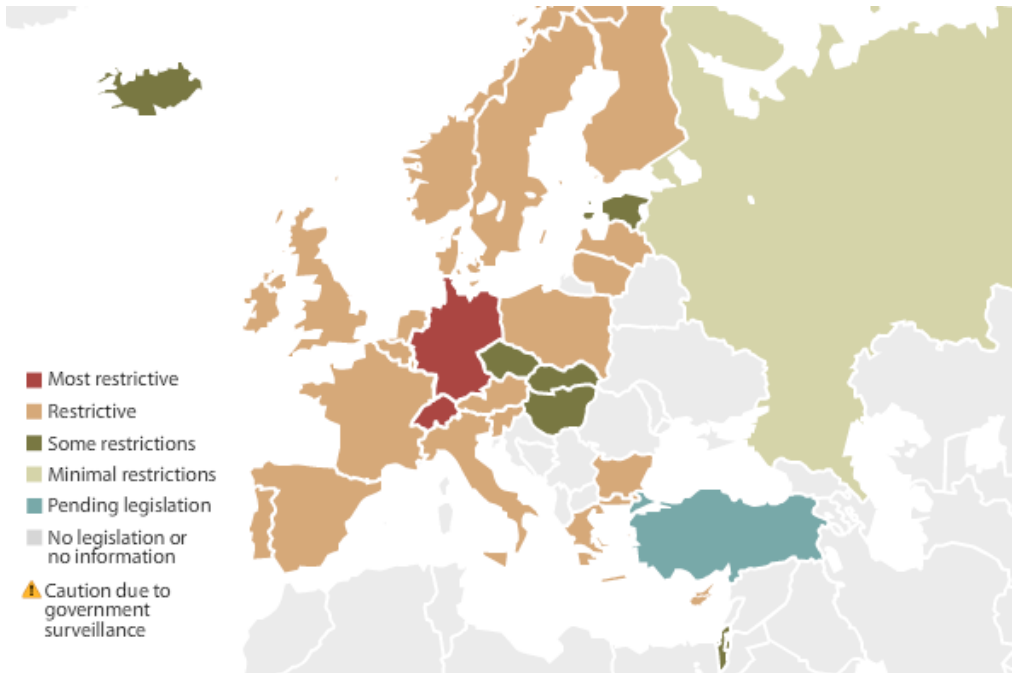 Most restrictive
Restrictive
Some restrictions
Minimal restrictions
Pending legislation
No legislation or
no information
Caution due to
government
surveillance